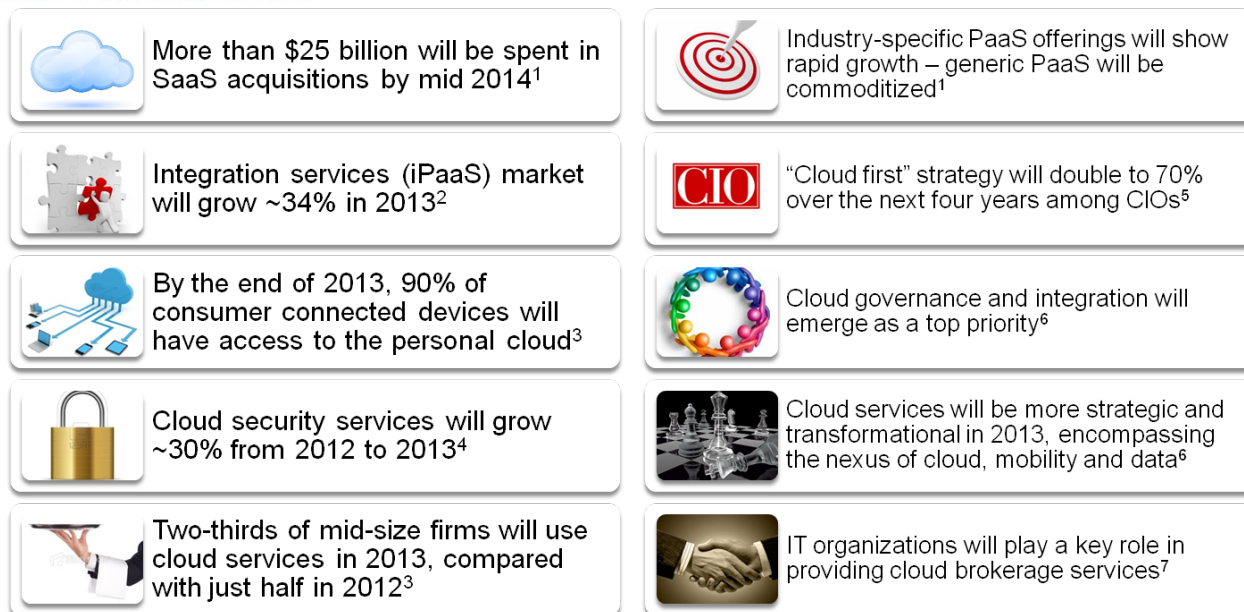 More than $25 billion will be spent in
SaaS acquisitions by mid 2014¹
Integration services (iPaaS) market
will grow ~34% in 2013²
By the end of 2013, 90% of
consumer connected devices will
have access to the personal cloud³
Cloud security services will grow
~30% from 2012 to 2013⁴
Two-thirds of mid-size firms will use
cloud services in 2013, compared
with just half in 2012³
Industry-specific PaaS offerings will show
rapid growth – generic PaaS will be
commoditized¹
CIO
“Cloud first” strategy will double to 70%
over the next four years among CIOs⁵
Cloud governance and integration will
emerge as a top priority⁶
Cloud services will be more strategic and
transformational in 2013, encompassing
the nexus of cloud, mobility and data⁶
IT organizations will play a key role in
providing cloud brokerage services⁷